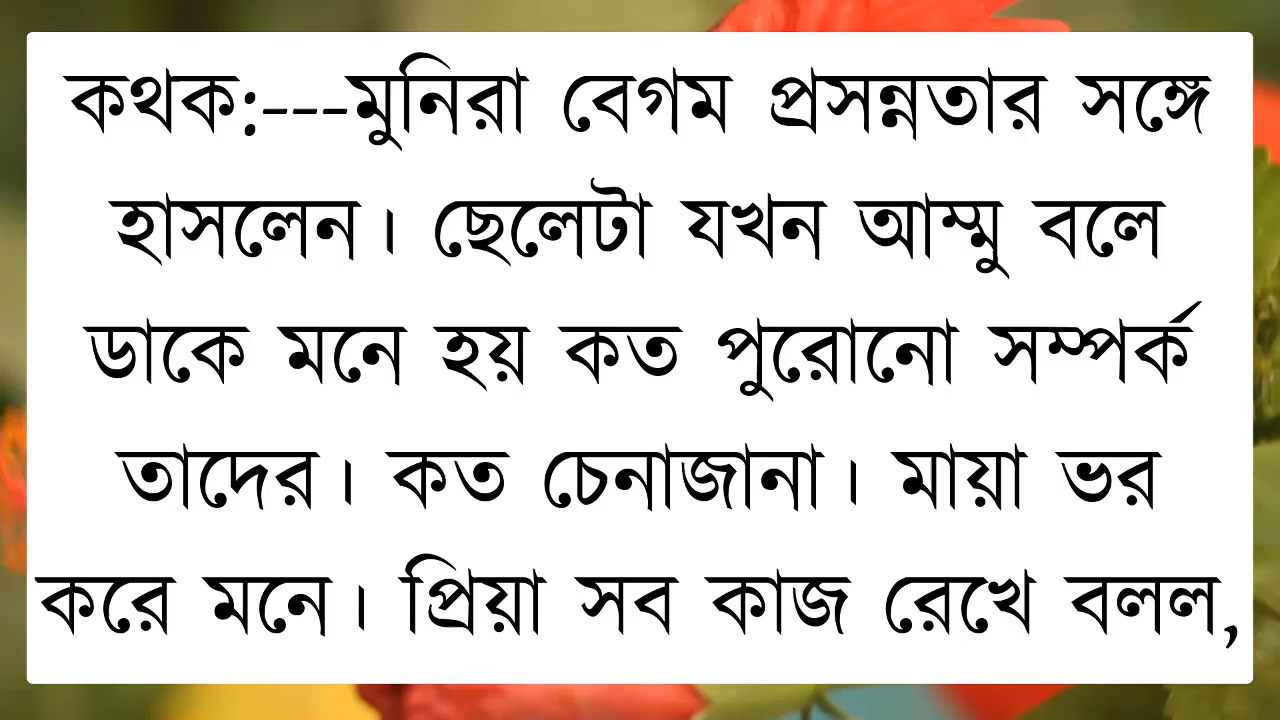 কথক:---মুনিরা বেগম প্রসন্নতার সঙ্গে
হাসলেন। ছেলেটা যখন আম্মু বলে
ডাকে মনে হয় কত পুরোনো সম্পর্ক
তাদের। কত চেনাজানা। মায়া ভর
করে মনে। প্রিয়া সব কাজ রেখে বলল,